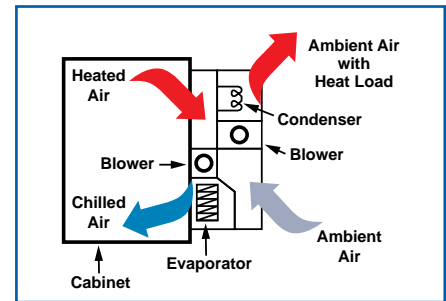 Ambient Air
with
Heat Load
Heated
Air
Condenser
Blower
Blower
Chilled
Air
Ambient
Air
Evaporator
Cabinet